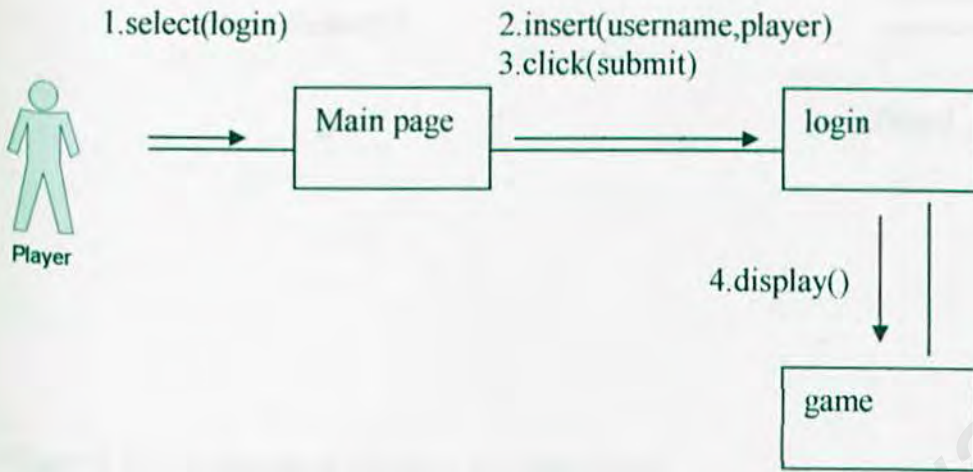 1.select(login)
2.insert(username,player)
3.click(submit)
Main page
login
Player
4.display()
game